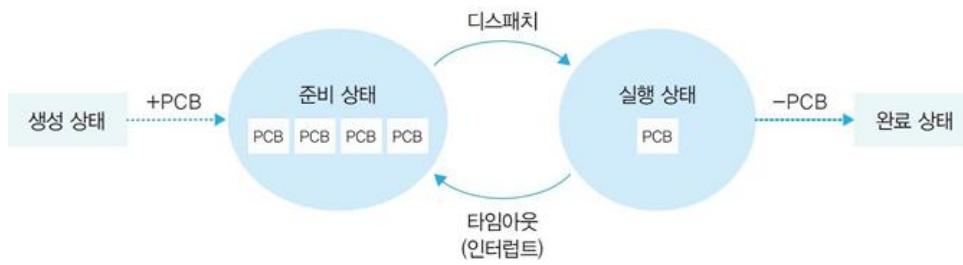 디스패치
생성 상태
+PCB
준비 상태
PCB PCB PCB PCB
실행 상태
PCB
–PCB
완료 상태
타임아웃
(인터럽트)